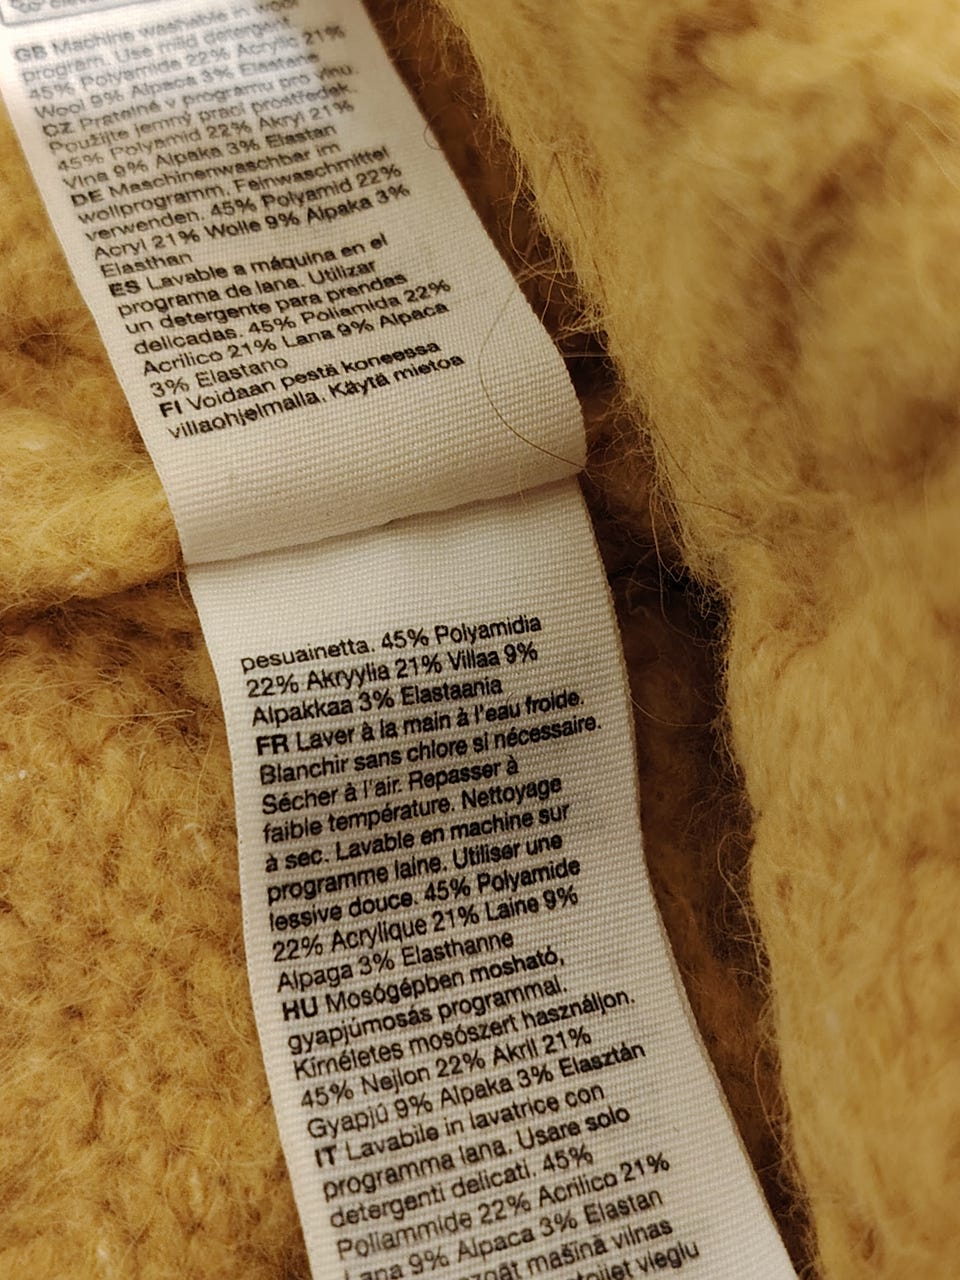 GB Machine washable in wool
program. Use mild detergent
45% Polyamide 22% Acrylic 21%
Wool 9% Alpaca 3% Elastane
CZ Pratelné v programu pro vlnu.
Použijte jemný prací prostředek.
45% Polyamid 22% Akryl 21%
Vlna 9% Alpaka 3% Elastan
DE Maschinenwaschbar im
wollprogramm. Feinwaschmittel
verwenden. 45% Polyamid 22%
Acryl 21% Wolle 9% Alpaka 3%
Elasthan
ES Lavable a máquina en el
programa de lana. Utilizar
un detergente para prendas
delicadas. 45% Poliamida 22%
Acrílico 21% Lana 9% Alpaca
3% Elastano
FI Voidaan pestä koneessa
villaohjelmalla. Käytä mietoa
pesuainetta. 45% Polyamidia
22% Akryylia 21% Villaa 9%
Alpakkaa 3% Elastaania
FR Laver à la main à l'eau froide.
Blanchir sans chlore si nécessaire.
Sécher à l'air. Repasser à
faible température. Nettoyage
à sec. Lavable en machine sur
programme laine. Utiliser une
lessive douce. 45% Polyamide
22% Acrylique 21% Laine 9%
Alpaga 3% Elasthanne
HU Mosógépben mosható,
gyapjúmosás programmal.
Kíméletes mosószert használjon.
45% Nejlon 22% Akril 21%
Gyapjú 9% Alpaka 3% Elasztán
IT Lavabile in lavatrice con
programma lana. Usare solo
detergenti delicati. 45%
Poliammide 22% Acrilico 21%
Lana 9% Alpaca 3% Elastan
mašīnā vilnas
vieglu